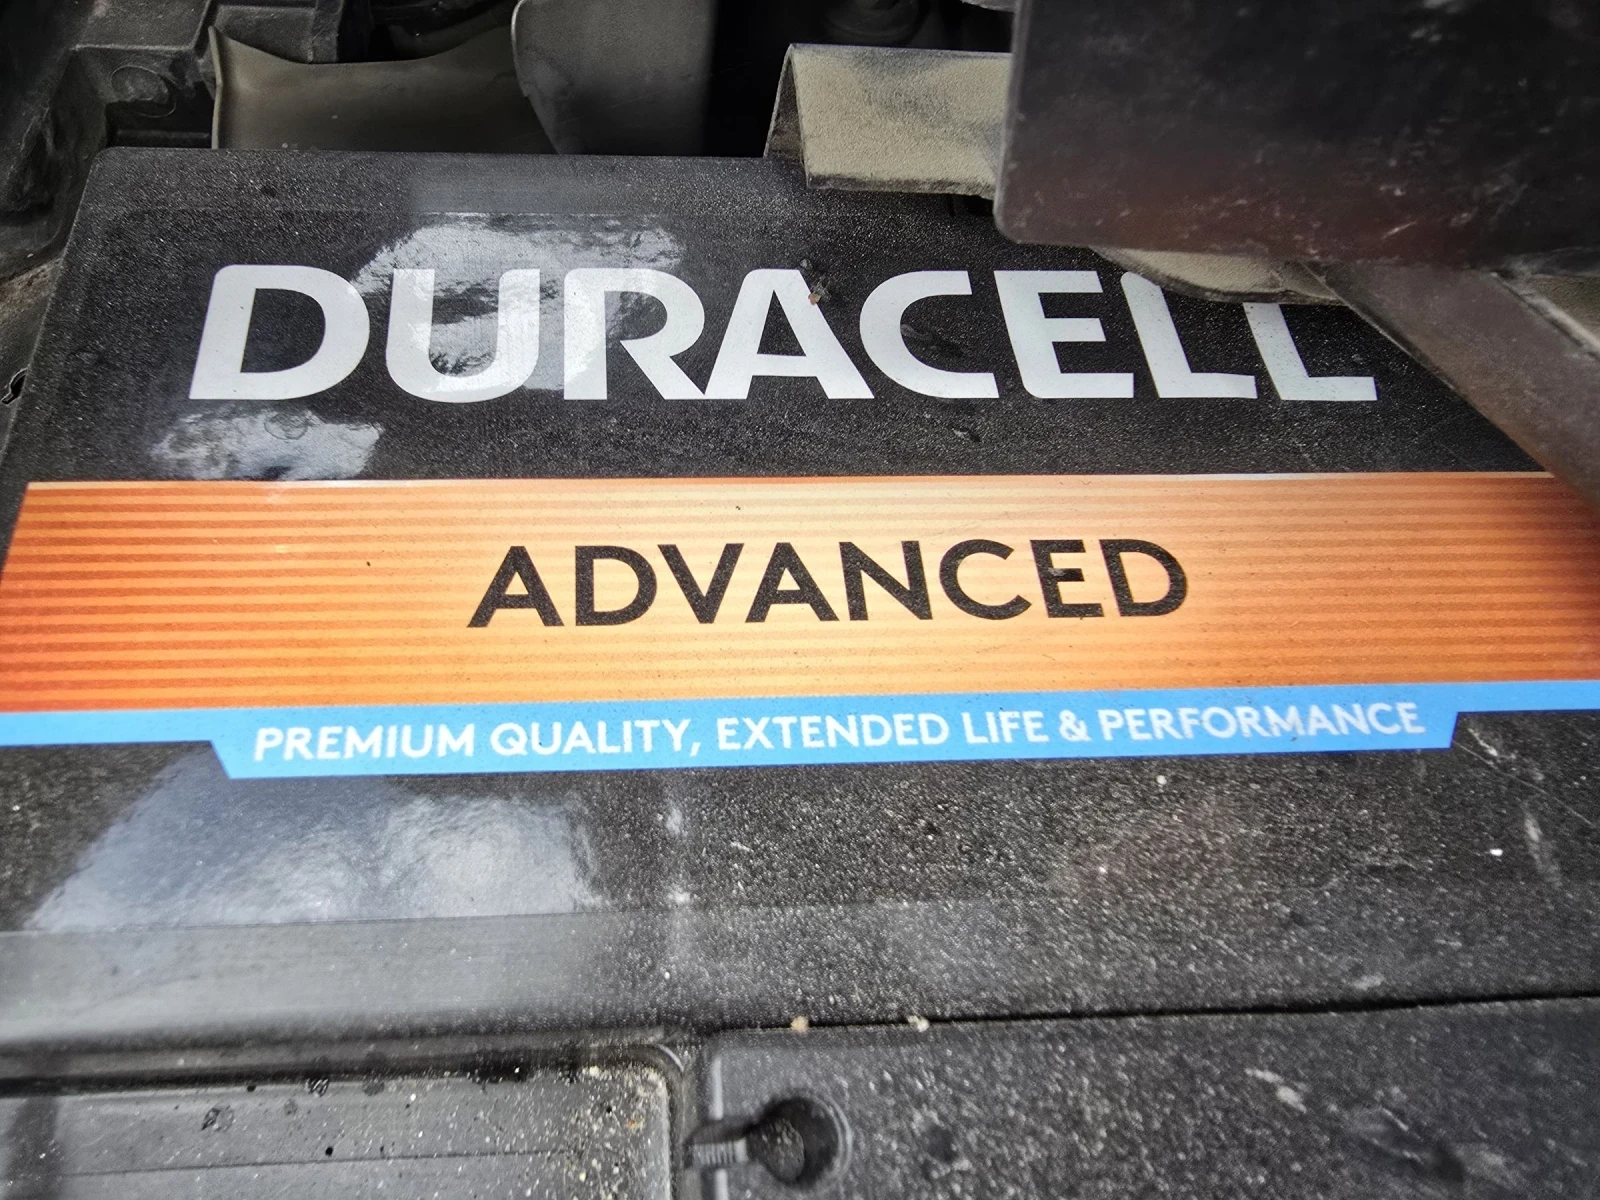 DURACELL
ADVANCED
PREMIUM QUALITY, EXTENDED LIFE & PERFORMANCE